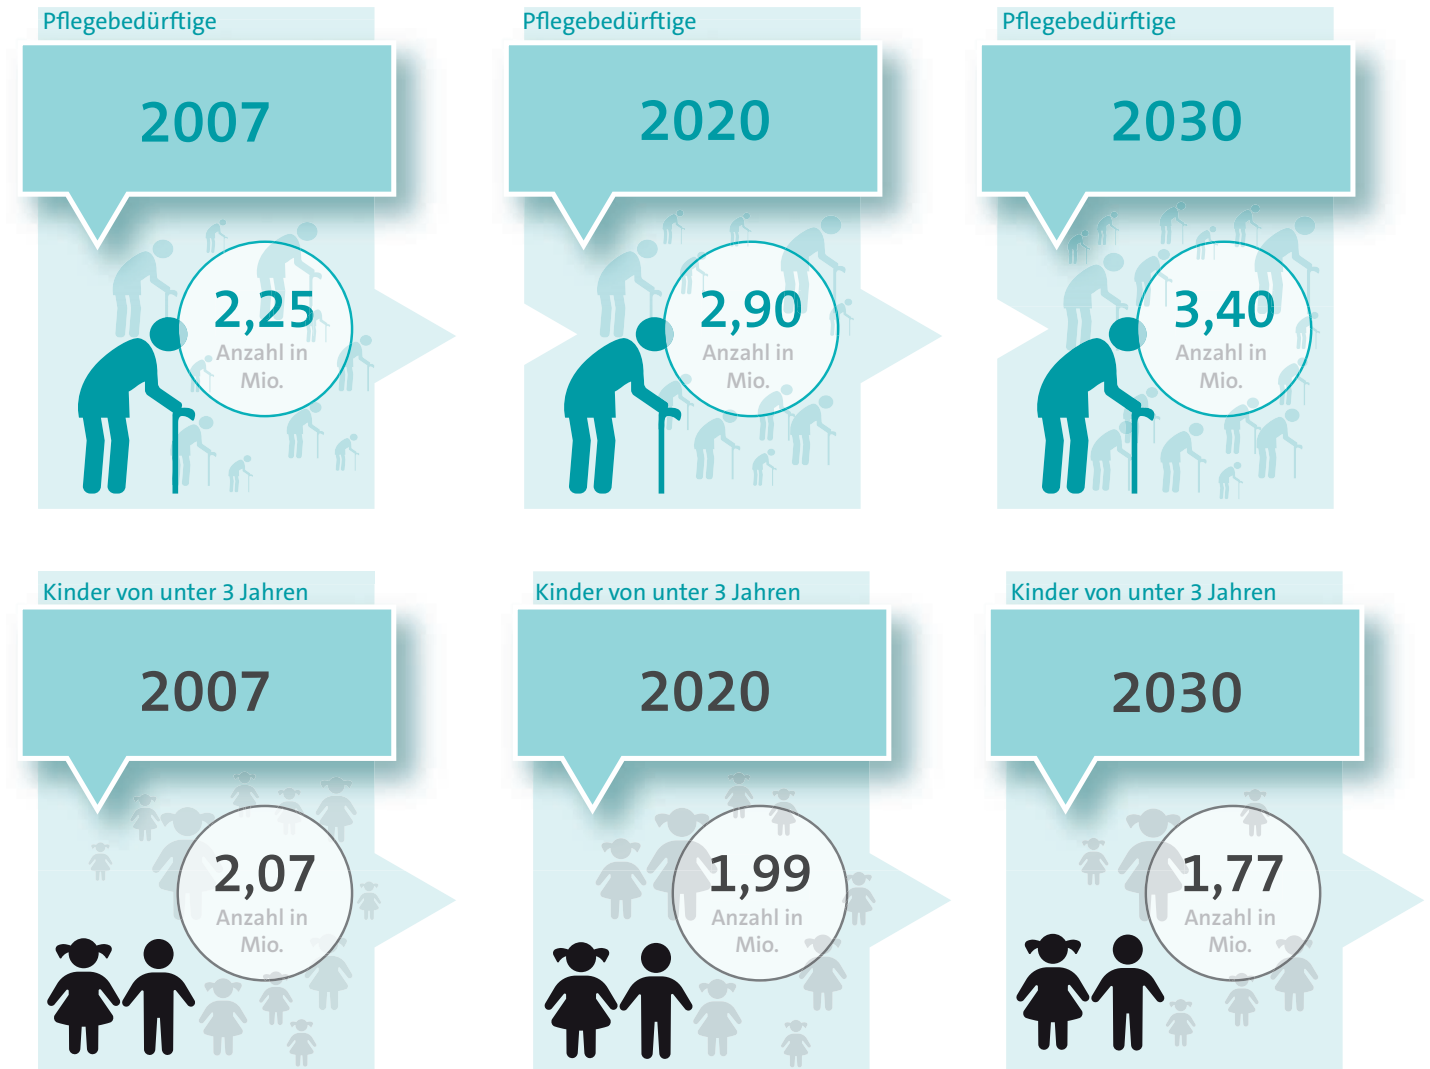 Pflegebedürftige
2007
2,25
Anzahl in
Mio.
Pflegebedürftige
2020
2,90
Anzahl in
Mio.
Pflegebedürftige
2030
3,40
Anzahl in
Mio.
Kinder von unter 3 Jahren
2007
2,07
Anzahl in
Mio.
Kinder von unter 3 Jahren
2020
1,99
Anzahl in
Mio.
Kinder von unter 3 Jahren
2030
1,77
Anzahl in
Mio.